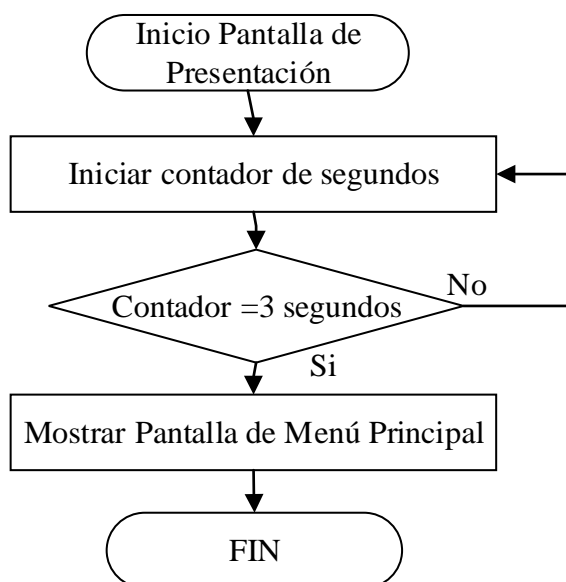 Inicio Pantalla de
Presentación
Iniciar contador de segundos
Contador =3 segundos
No
Si
Mostrar Pantalla de Menú Principal
FIN